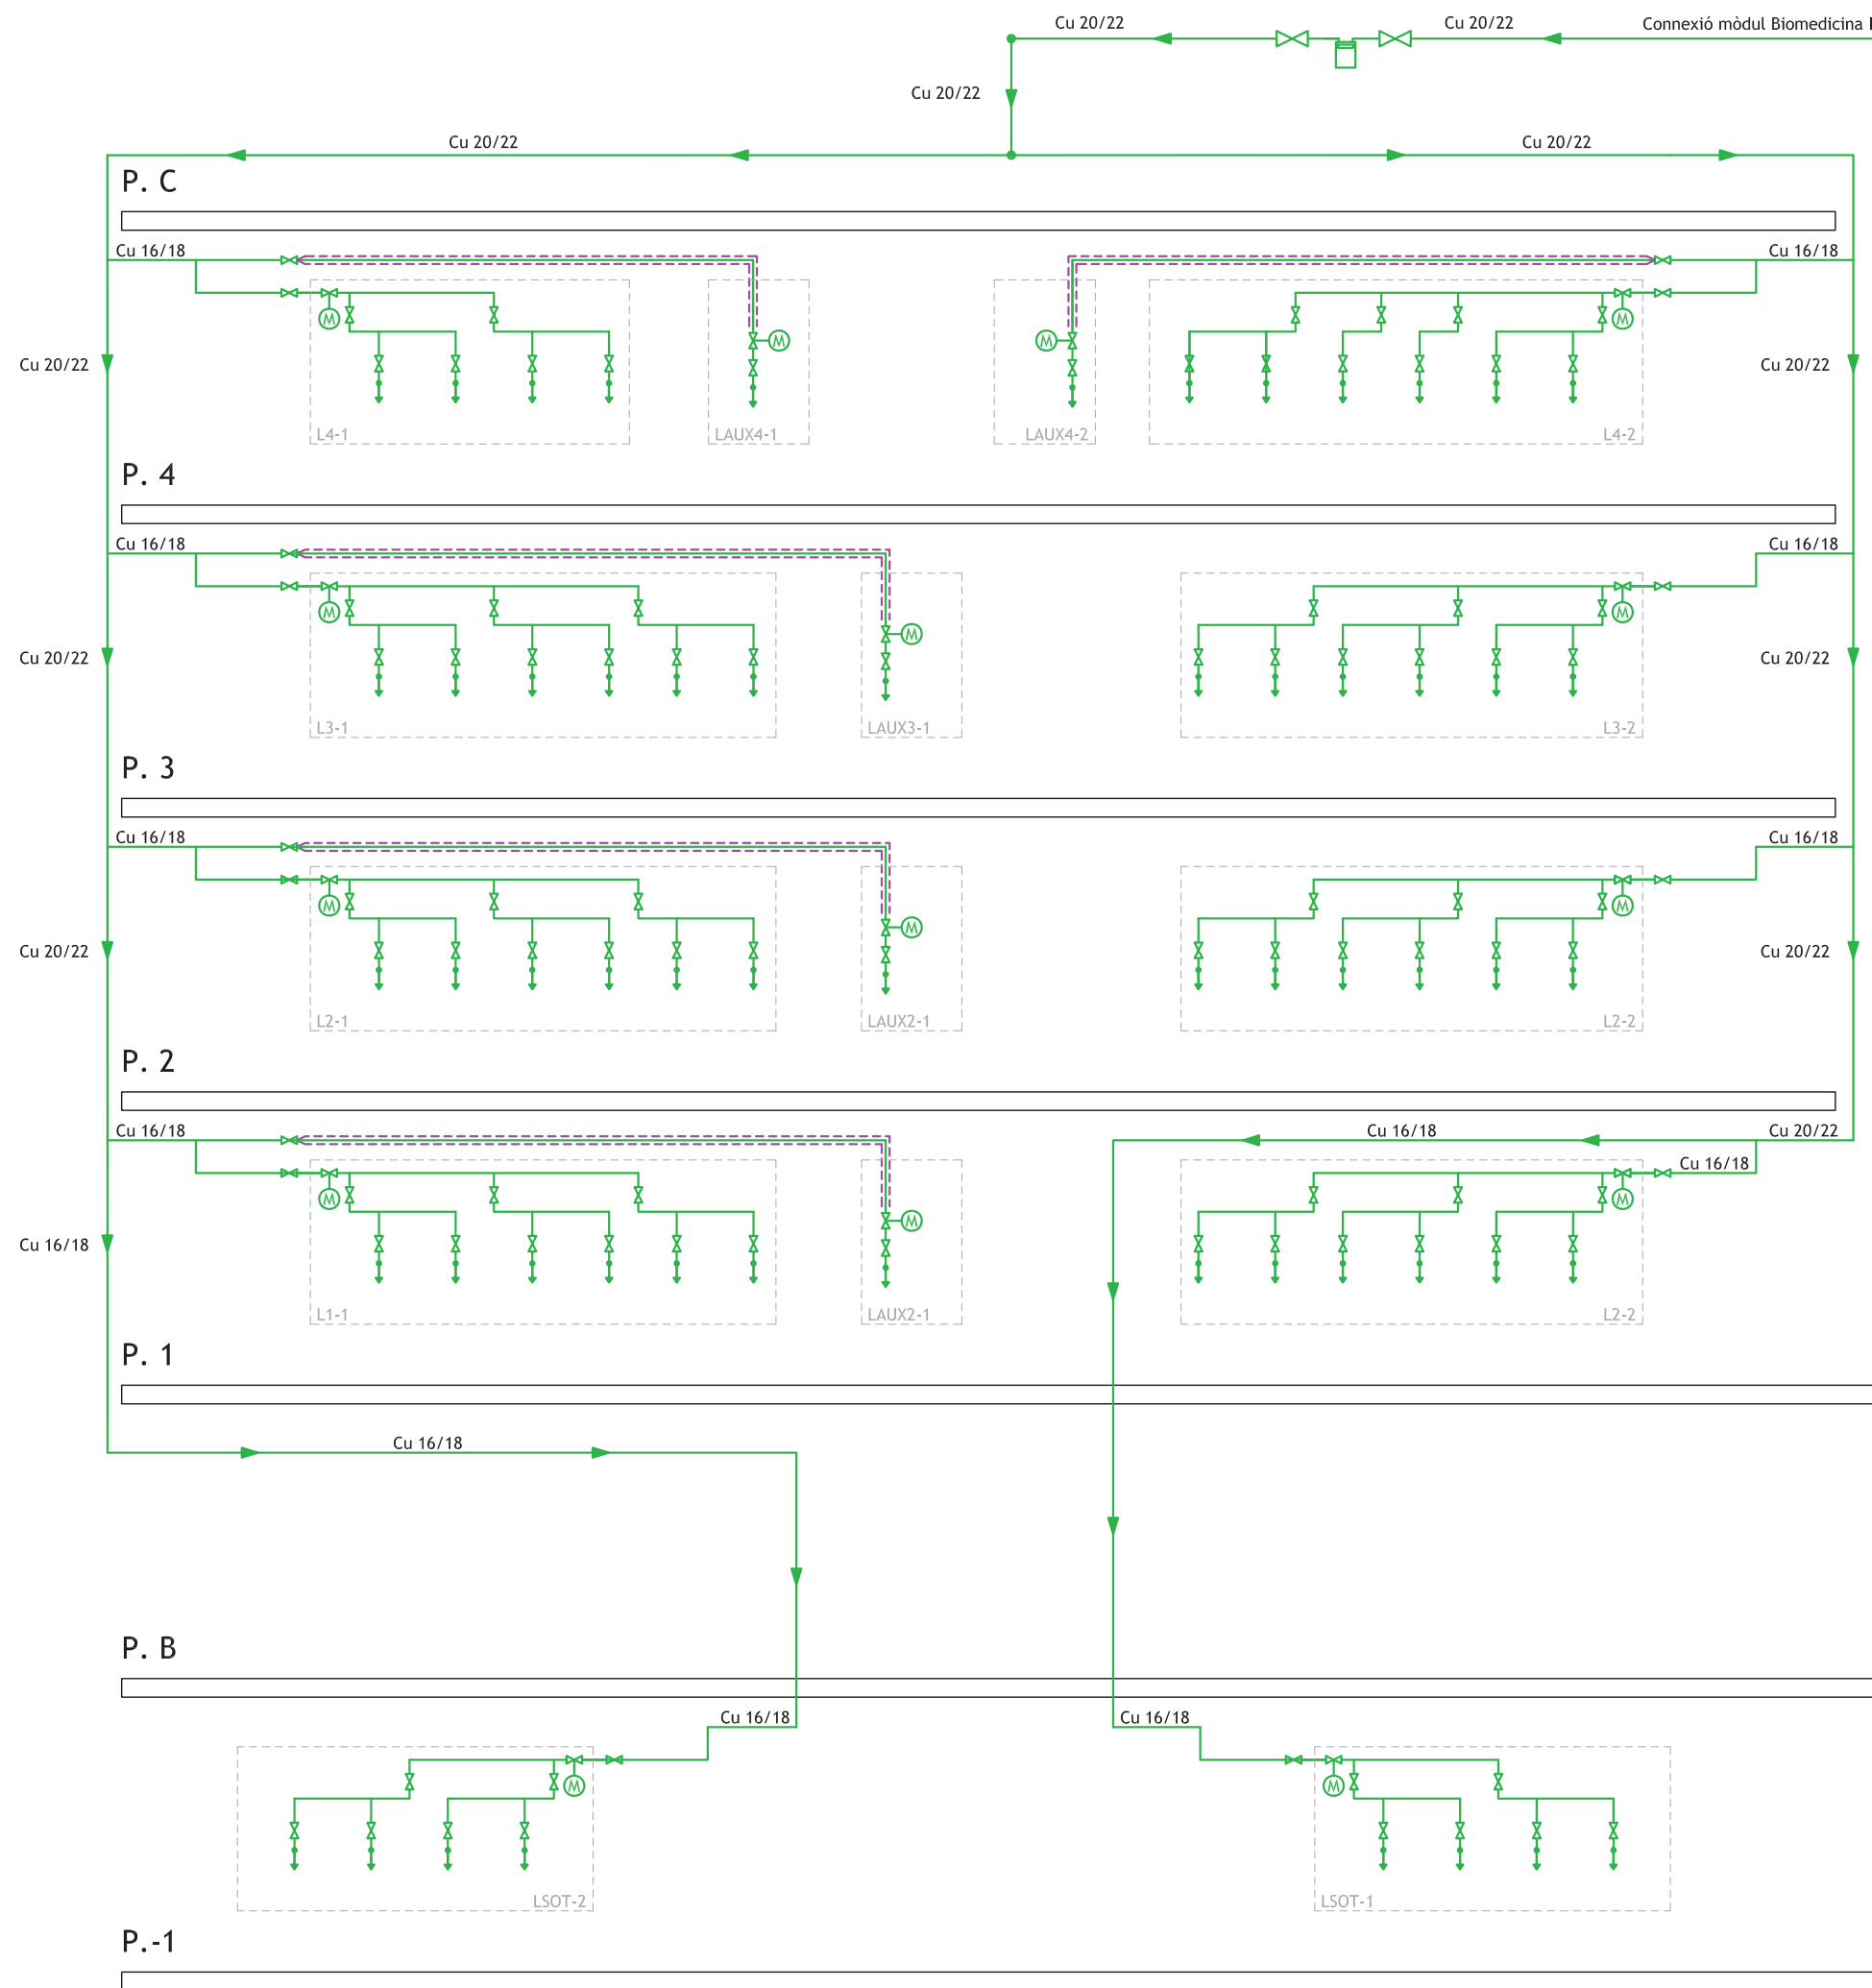 Cu 20/22
Cu 20/22
Connexió mòdul Biomedicina
Cu 20/22
Cu 20/22
Cu 20/22
P. C
Cu 16/18
Cu 16/18
M
M
M
M
Cu 20/22
Cu 20/22
L4-1
LAUX4-1
LAUX4-2
L4-2
P. 4
Cu 16/18
Cu 16/18
M
M
M
Cu 20/22
Cu 20/22
L3-1
LAUX3-1
L3-2
P. 3
Cu 16/18
Cu 16/18
M
M
M
Cu 20/22
Cu 20/22
L2-1
LAUX2-1
L2-2
P. 2
Cu 16/18
Cu 16/18
Cu 20/22
Cu 16/18
M
M
M
Cu 16/18
L1-1
LAUX2-1
L2-2
P. 1
Cu 16/18
P. B
Cu 16/18
Cu 16/18
M
M
LSOT-2
LSOT-1
P.-1